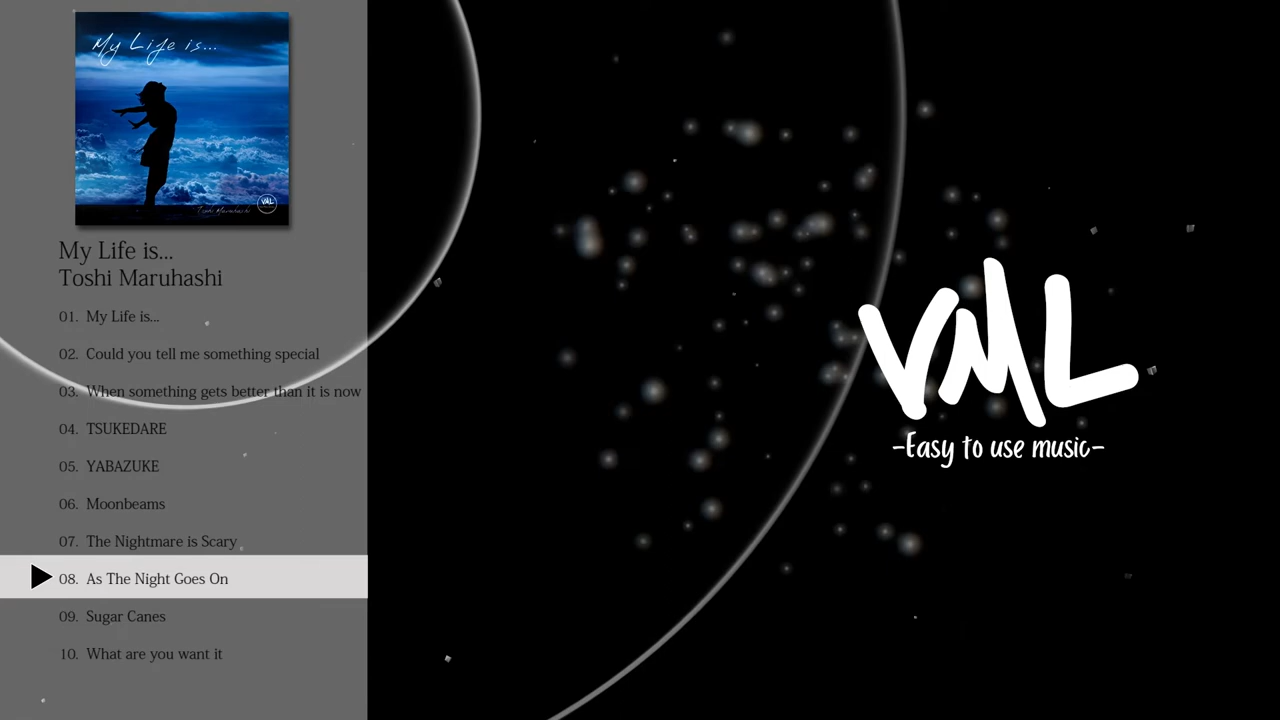 My Life is...
Toshi Maruhashi
VML
My Life is...
Toshi Maruhashi
01. My Life is...
02. Could you tell me something special
03. When something gets better than it is now
04. TSUKEDARE
05. YABAZUKE
06. Moonbeams
07. The Nightmare is Scary
08. As The Night Goes On
09. Sugar Canes
10. What are you want it
VML
-Easy to use music-